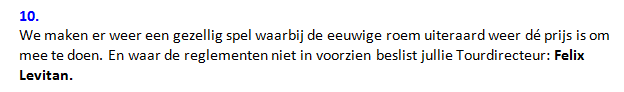 10.
We maken er weer een gezellig spel waarbij de eeuwige roem uiteraard weer dé prijs is om
mee te doen. En waar de reglementen niet in voorzien beslist jullie Tourdirecteur: Felix
Levitan.